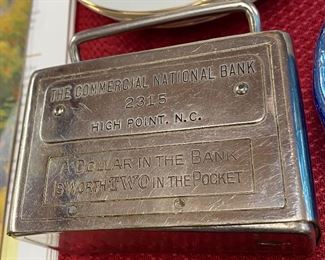 THE COMMERCIAL NATIONAL BANK
2315
HIGH POINT. N.C.
A DOLLAR IN THE BANK
IS WORTH TWO IN THE POCKET